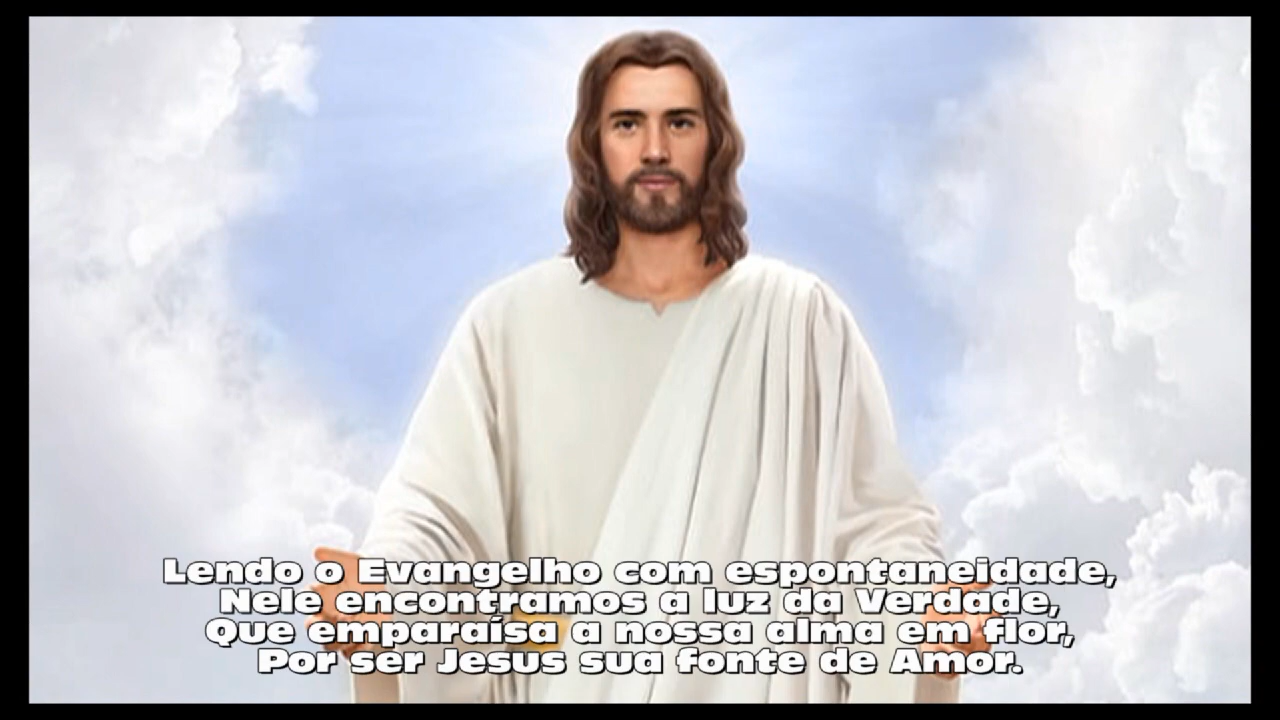 Lendo o Evangelho com espontaneidade,
Nele encontramos a luz da Verdade,
Que emparaísa a nossa alma em flor,
Por ser Jesus sua fonte de Amor.